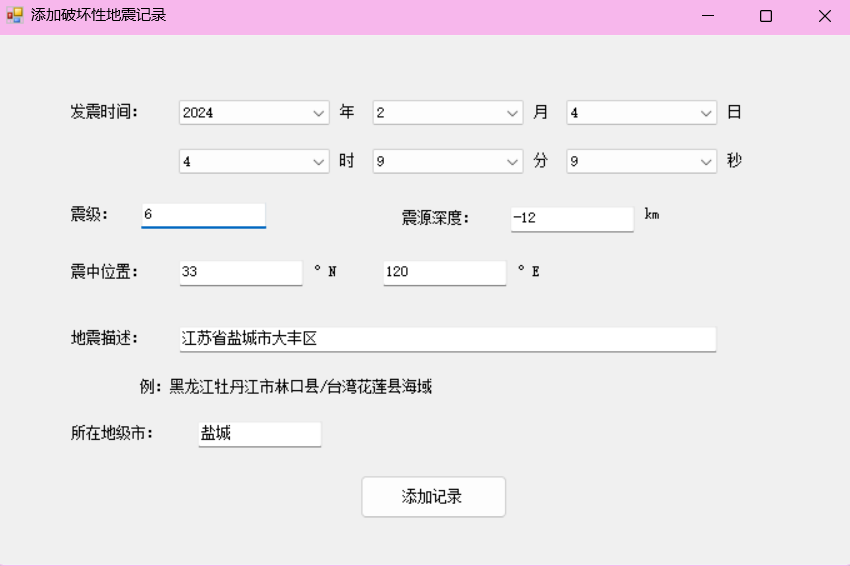 添加破坏性地震记录
发震时间: 2024 年 2 月 4 日
4 时 9 分 9 秒
震级: 6 震源深度: -12 km
震中位置: 33 ° N 120 ° E
地震描述: 江苏省盐城市大丰区
例: 黑龙江牡丹江市林口县/台湾花莲县海域
所在地级市: 盐城
添加记录